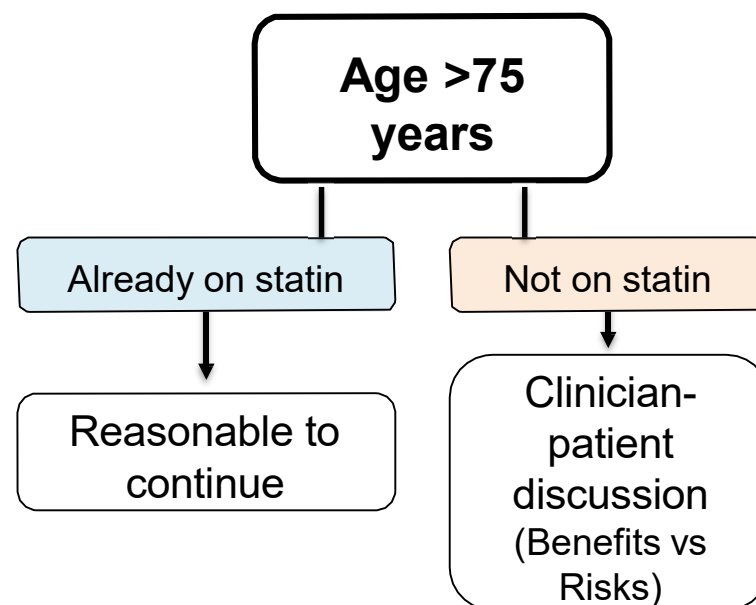 Age >75
years
Already on statin
Not on statin
Reasonable to
continue
Clinician-
patient
discussion
(Benefits vs
Risks)